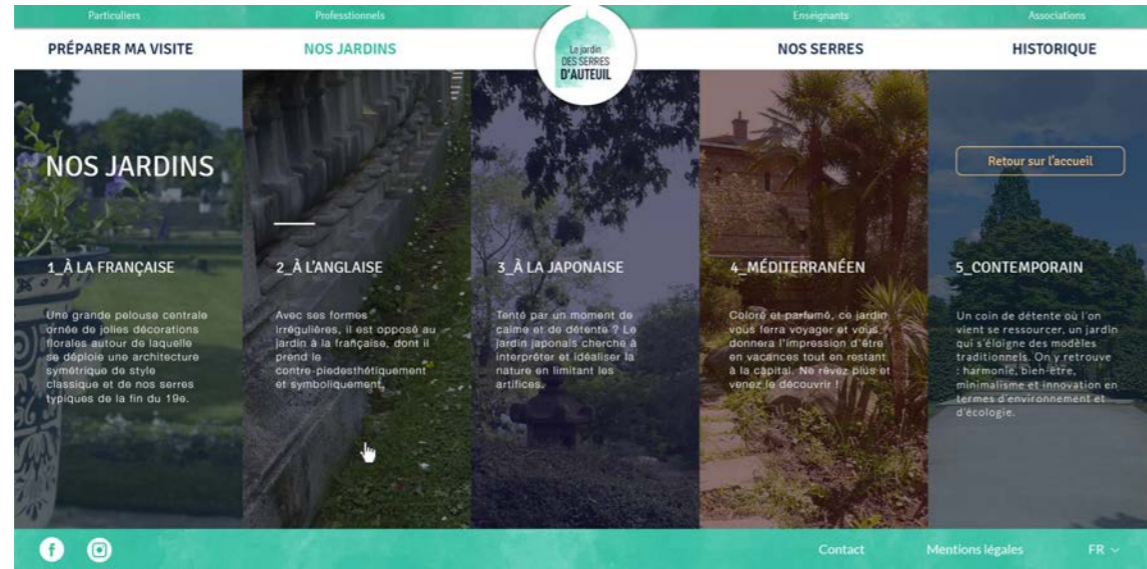 Particuliers
Professtionnels
Enseignants
Associations
PRÉPARER MA VISITE
NOS JARDINS
Le jardin
DES SERRES
D'AUTEUIL
NOS SERRES
HISTORIQUE
NOS JARDINS
Retour sur l'accueil
1_À LA FRANÇAISE
Une grande pelouse centrale
ornée de jolies décorations
florales autour de laquelle
se déploie une architecture
symétrique de style
classique et de nos serres
typiques de la fin du 19e.
2_À L'ANGLAISE
Avec ses formes
irrégulières, il est opposé au
jardin à la française, dont il
prend le
contre-piedesthétiquement
et symboliquement.
3_À LA JAPONAISE
Tenté par un moment de
calme et de détente ? Le
jardin japonais cherche à
interpréter et idéaliser la
nature en limitant les
artifices.
4_MÉDITERRANÉEN
Coloré et parfumé, ce jardin
vous ferra voyager et vous
donnera l'impression d'être
en vacances tout en restant
à la capital. Ne rêvez plus et
venez le découvrir !
5_CONTEMPORAIN
Un coin de détente où l'on
vient se ressourcer, un jardin
qui s'éloigne des modèles
traditionnels. On y retrouve
: harmonie, bien-être,
minimalisme et innovation en
termes d'environnement et
d'écologie.
Contact
Mentions légales
FR